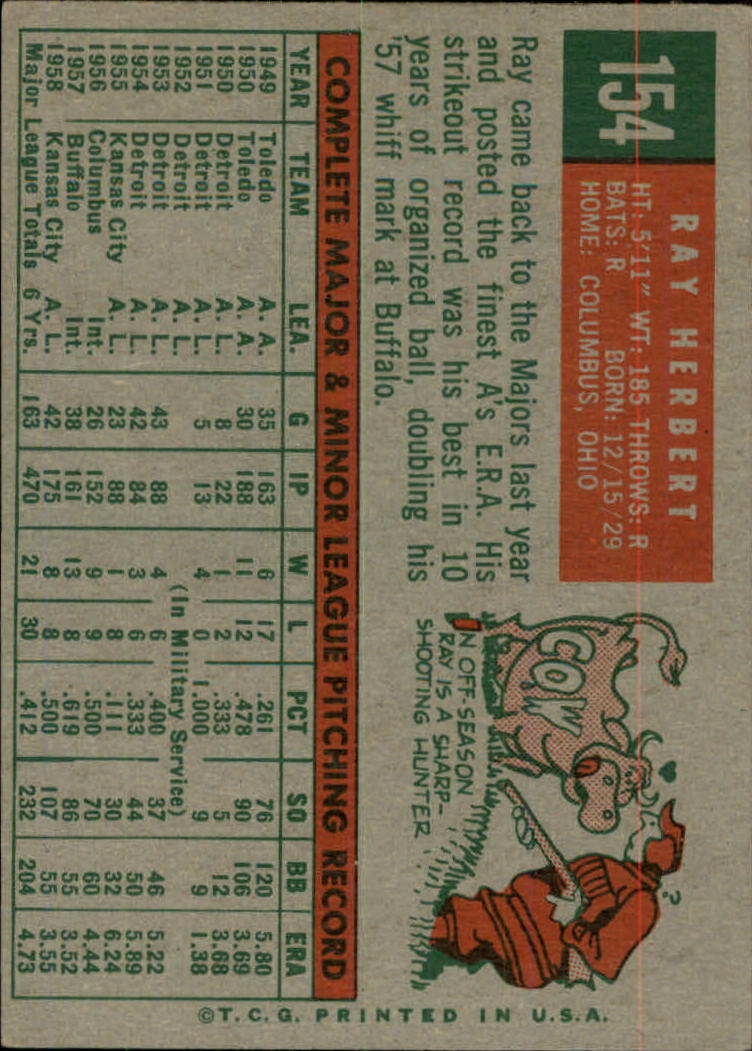 154
RAY HERBERT
HT: 5'11" WT: 185 THROWS: R
BATS: R BORN: 12/15/29
HOME: COLUMBUS, OHIO
Ray came back to the Majors last year
and posted the finest A's E.R.A. His
strikeout record was his best in 10
years of organized ball, doubling his
'57 whiff mark at Buffalo.
COW
?
IN OFF-SEASON
RAY IS A SHARP-
SHOOTING HUNTER
COMPLETE MAJOR & MINOR LEAGUE PITCHING RECORD
YEAR TEAM LEA. G IP W L PCT SO BB ERA
1949 Toledo A. A. 35 163 6 17 .261 76 120 5.80
1950 Toledo A. A. 30 188 11 12 .478 90 106 3.69
1950 Detroit A. L. 8 22 1 2 .333 5 12 3.68
1951 Detroit A. L. 5 13 4 0 1.000 9 9 1.38
1952 Detroit A. L. (In Military Service)
1953 Detroit A. L. 43 88 4 6 .400 37 46 5.22
1954 Detroit A. L. 42 84 3 6 .333 44 50 5.89
1955 Kansas City A. L. 23 88 1 8 .111 30 32 6.24
1956 Columbus Int. 26 152 9 9 .500 70 60 4.44
1957 Buffalo Int. 38 161 13 8 .619 86 55 3.52
1958 Kansas City A. L. 42 175 8 8 .500 107 55 3.55
Major League Totals 6 Yrs. 163 470 21 30 .412 232 204 4.73
©T.C.G. PRINTED IN U.S.A.